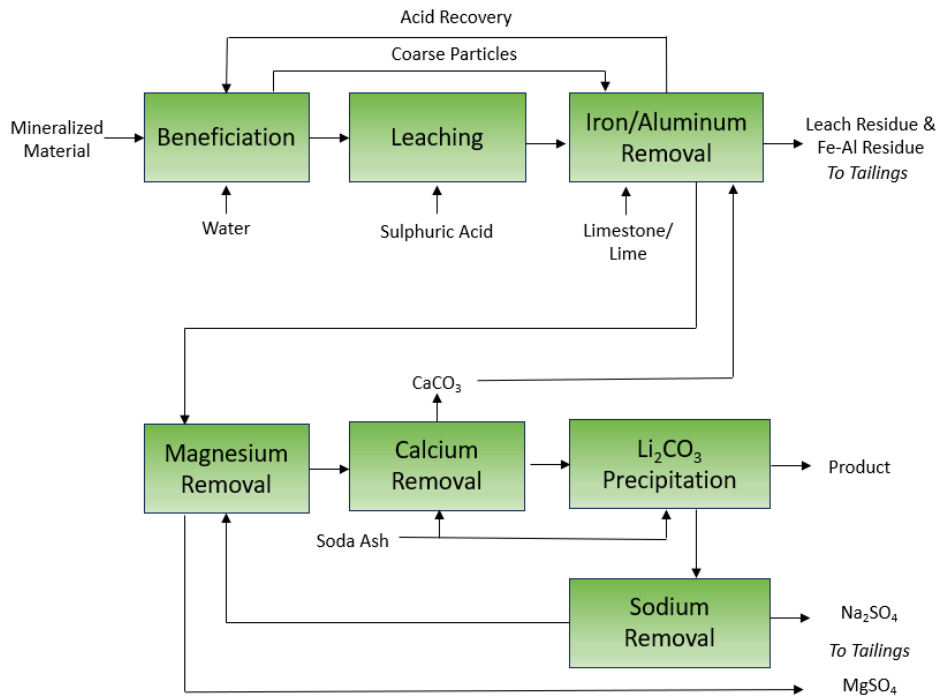 Acid Recovery
Coarse Particles
Mineralized
Material
Beneficiation
Leaching
Iron/Aluminum
Removal
Leach Residue &
Fe-Al Residue
To Tailings
Water
Sulphuric Acid
Limestone/
Lime
CaCO₃
Magnesium
Removal
Calcium
Removal
Li₂CO₃
Precipitation
Product
Soda Ash
Sodium
Removal
Na₂SO₄
To Tailings
MgSO₄